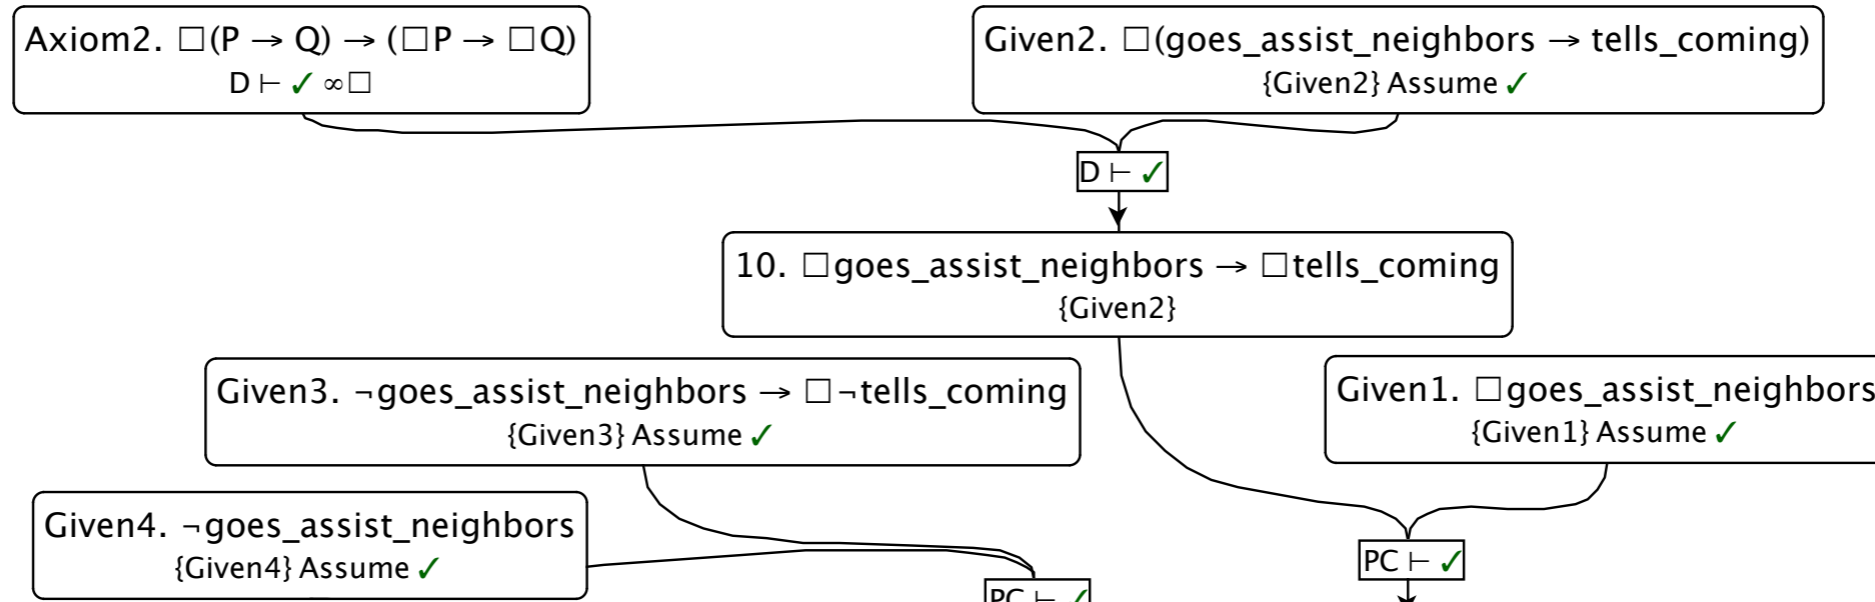 Axiom2. □(P → Q) → (□P → □Q)
D ⊢ ✓ ∞□
Given2. □(goes_assist_neighbors → tells_coming)
{Given2} Assume ✓
D ⊢ ✓
10. □goes_assist_neighbors → □tells_coming
{Given2}
Given3. ¬goes_assist_neighbors → □¬tells_coming
{Given3} Assume ✓
Given1. □goes_assist_neighbors
{Given1} Assume ✓
Given4. ¬goes_assist_neighbors
{Given4} Assume ✓
PC ⊢ ✓
PC ⊢ ✓